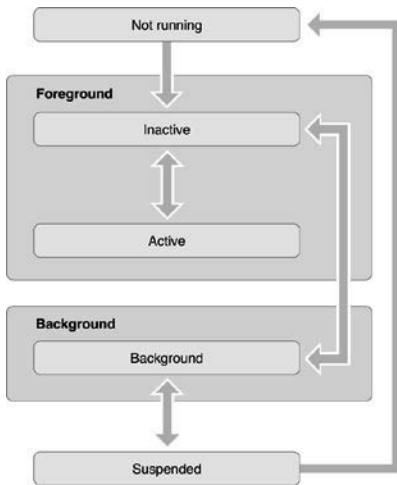 Not running
Foreground
Inactive
Active
Background
Background
Suspended